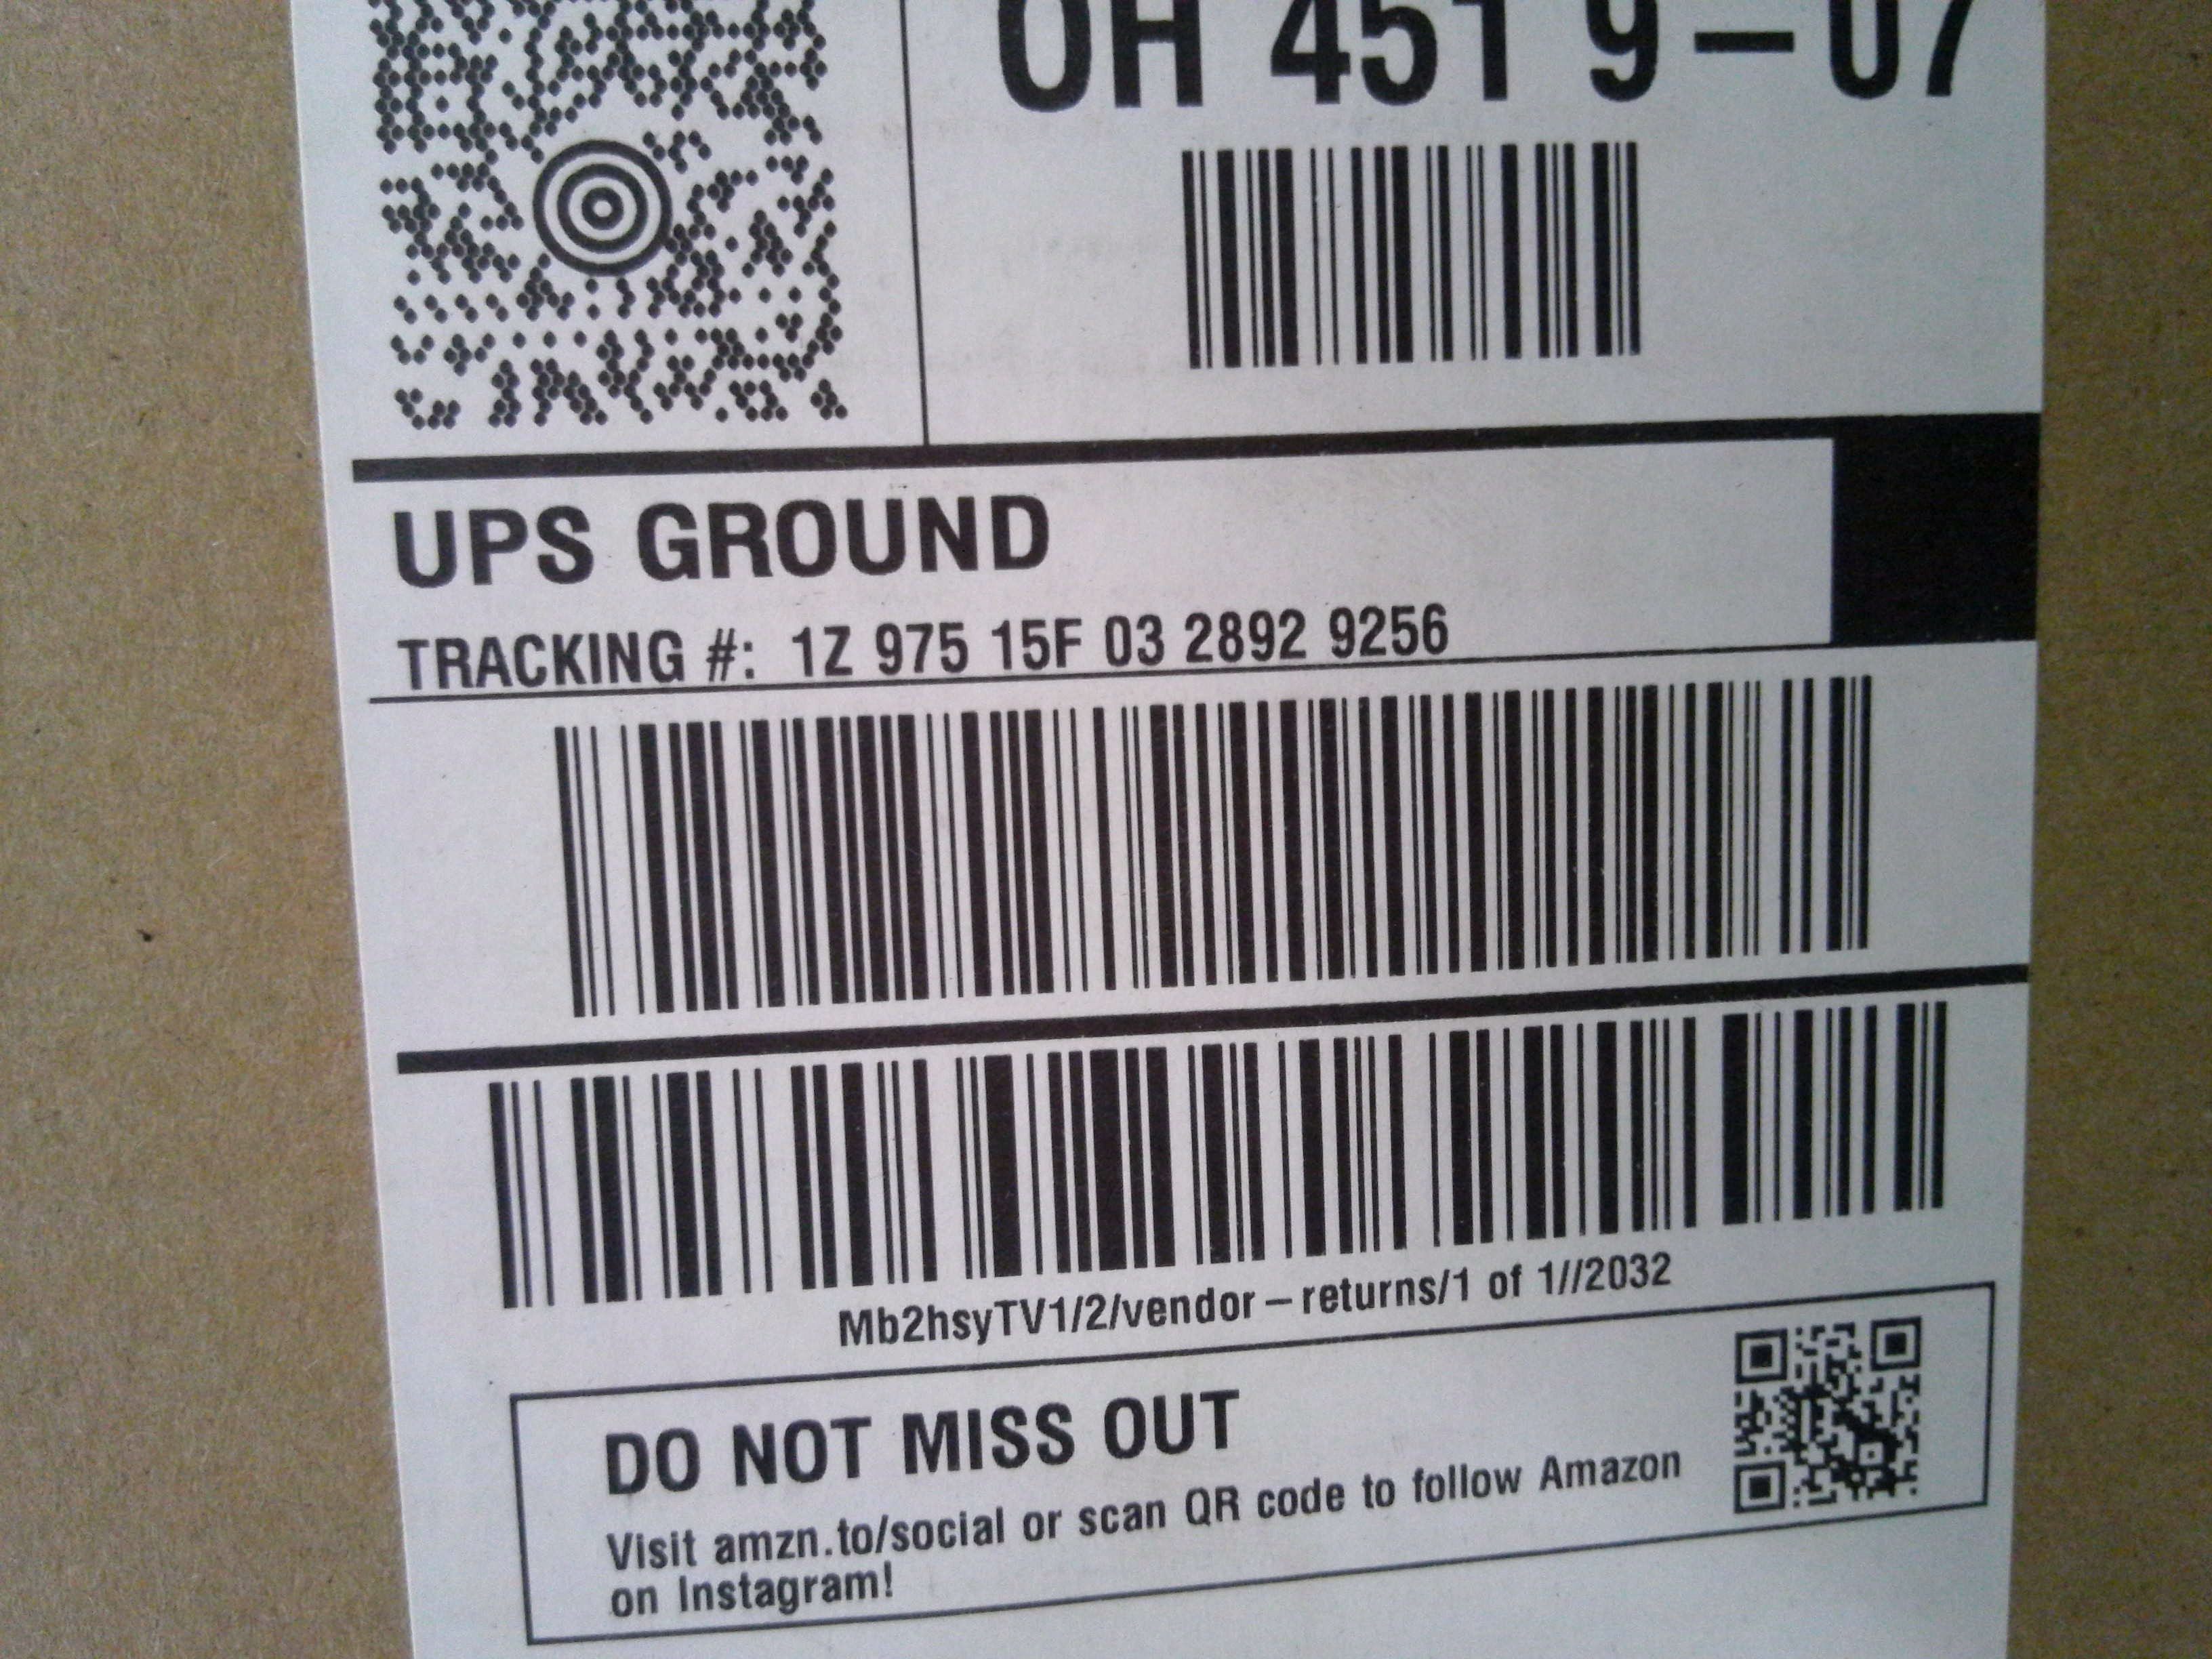 OH 451 9-07
UPS GROUND
TRACKING #: 1Z 975 15F 03 2892 9256
Mb2hsyTV1/2/vendor-returns/1 of 1//2032
DO NOT MISS OUT
Visit amzn.to/social or scan QR code to follow Amazon
on Instagram!